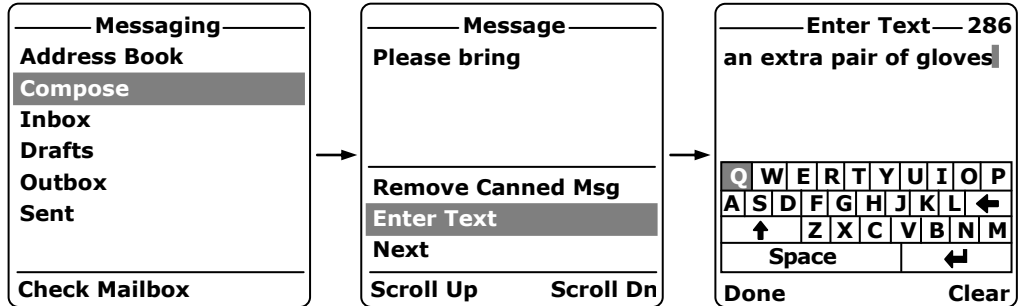 Messaging
Address Book
Compose
Inbox
Drafts
Outbox
Sent
Check Mailbox
Message
Please bring
Remove Canned Msg
Enter Text
Next
Scroll Up Scroll Dn
Enter Text 286
an extra pair of gloves
Q W E R T Y U I O P
A S D F G H J K L
Z X C V B N M
Space
Done Clear